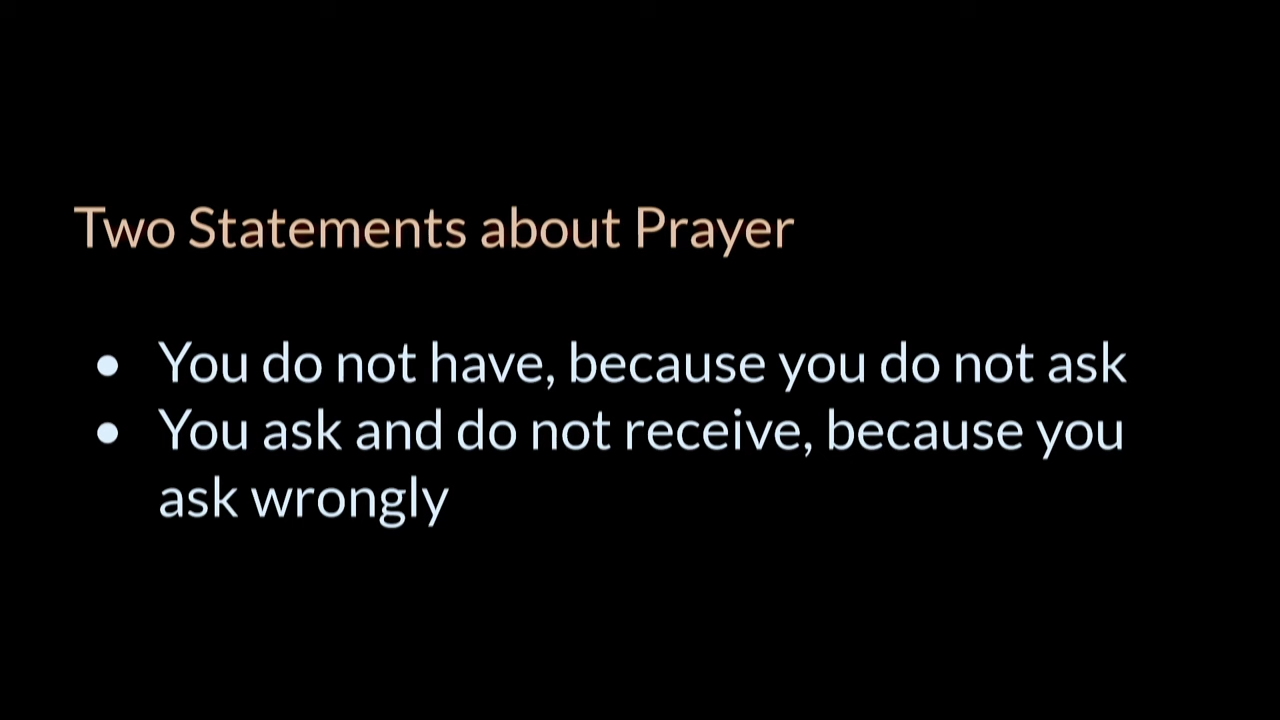 Two Statements about Prayer
● You do not have, because you do not ask
● You ask and do not receive, because you
ask wrongly